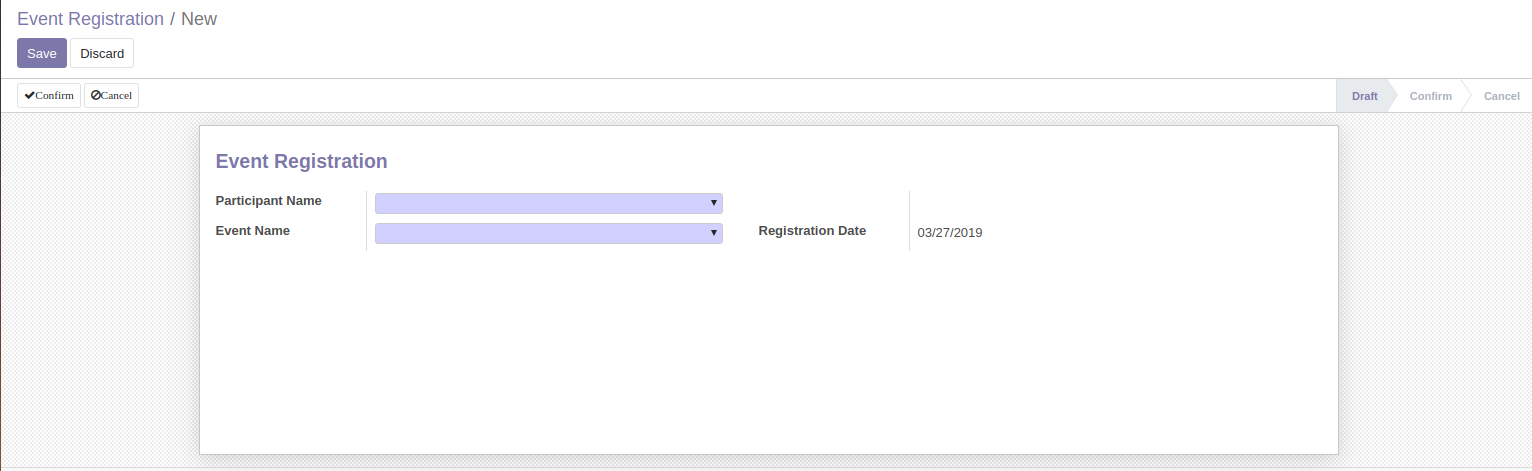 Event Registration / New
Save Discard
Confirm Cancel Draft Confirm Cancel
Event Registration
Participant Name
Event Name Registration Date 03/27/2019